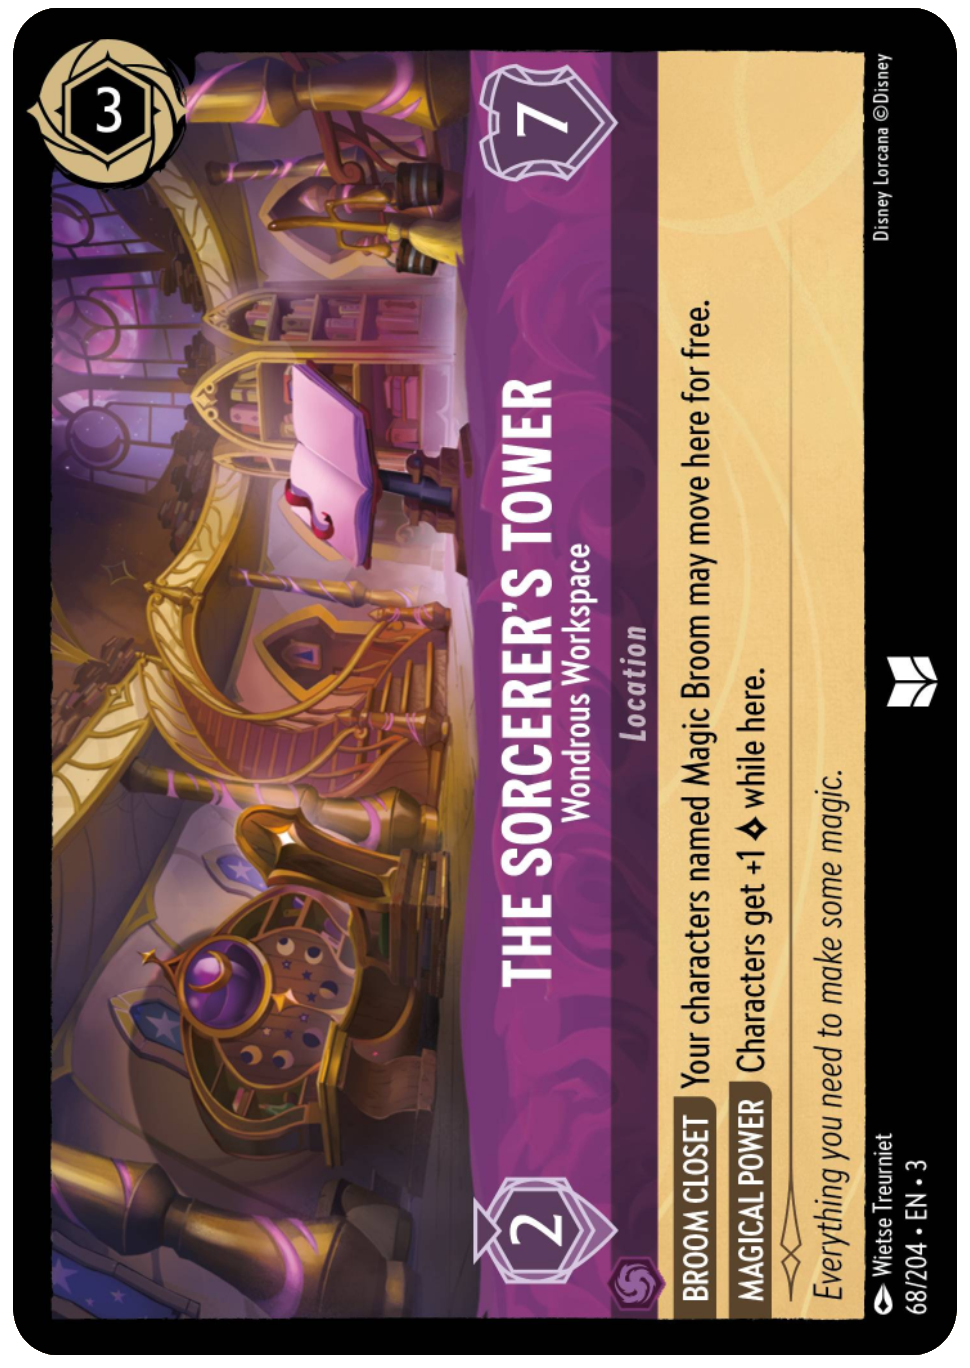 3
2
THE SORCERER'S TOWER
7
Wondrous Workspace
Location
BROOM CLOSET Your characters named Magic Broom may move here for free.
MAGICAL POWER Characters get +1 while here.
Everything you need to make some magic.
Wietse Treurniet
68/204 • EN • 3
Disney Lorcana ©Disney